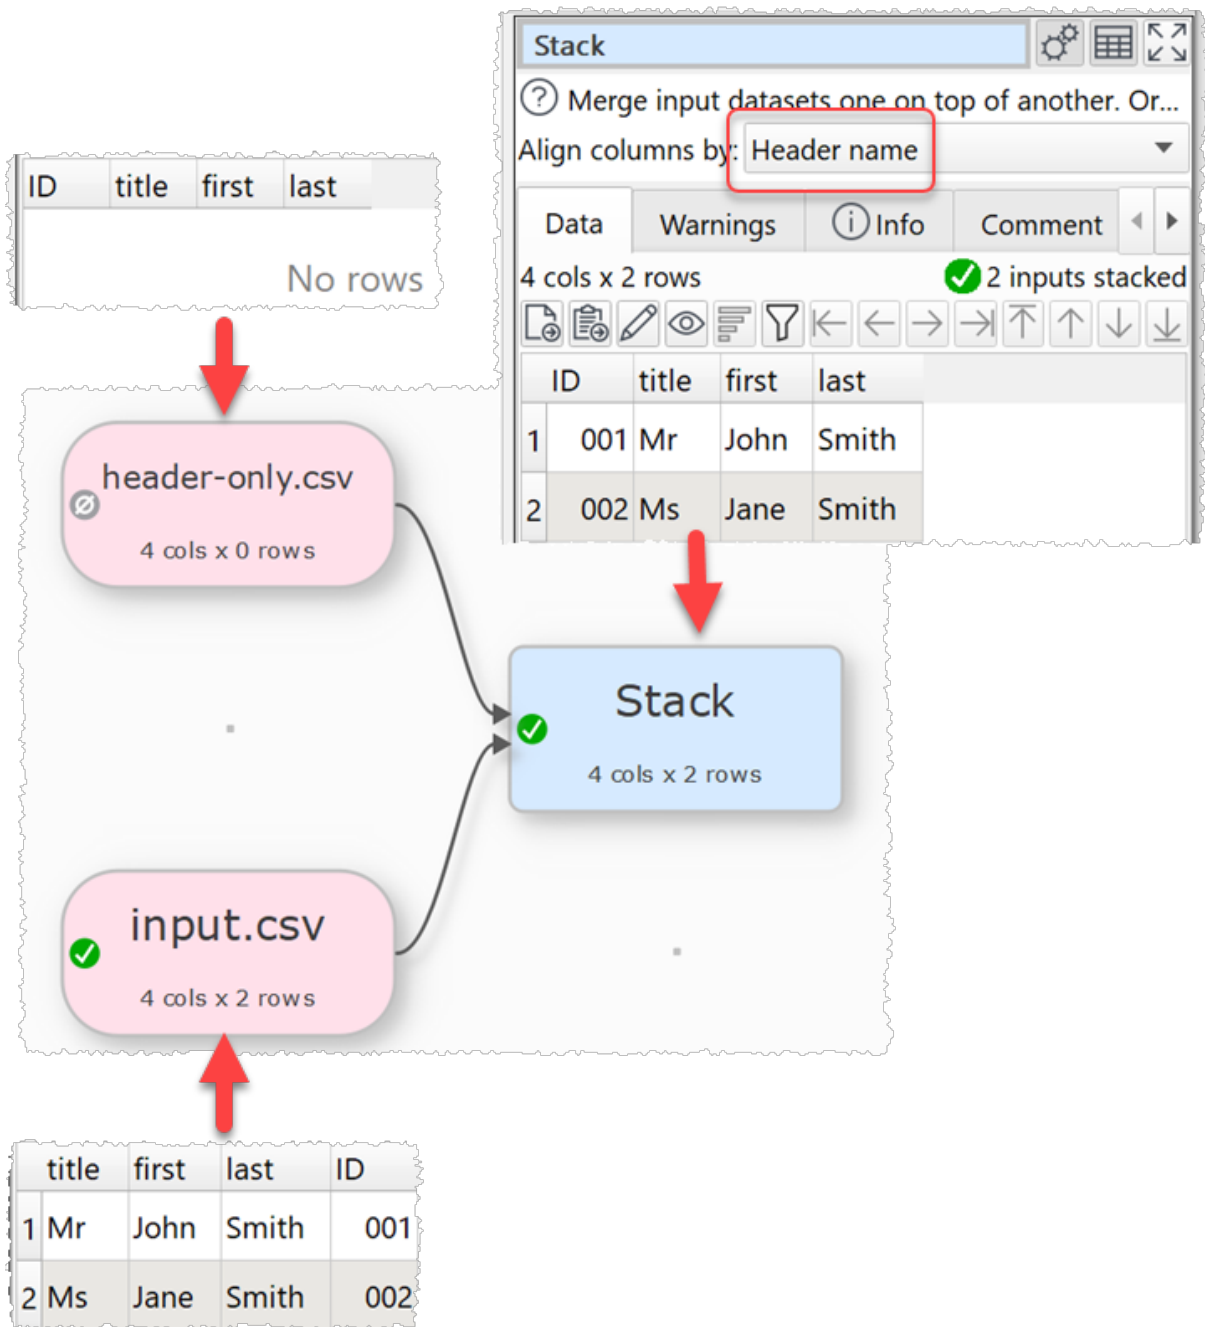 Stack
Merge input datasets one on top of another. Or...
Align columns by: Header name
Data Warnings Info Comment
4 cols x 2 rows 2 inputs stacked
ID title first last
1 001 Mr John Smith
2 002 Ms Jane Smith
ID title first last
No rows
header-only.csv
4 cols x 0 rows
Stack
4 cols x 2 rows
input.csv
4 cols x 2 rows
title first last ID
1 Mr John Smith 001
2 Ms Jane Smith 002